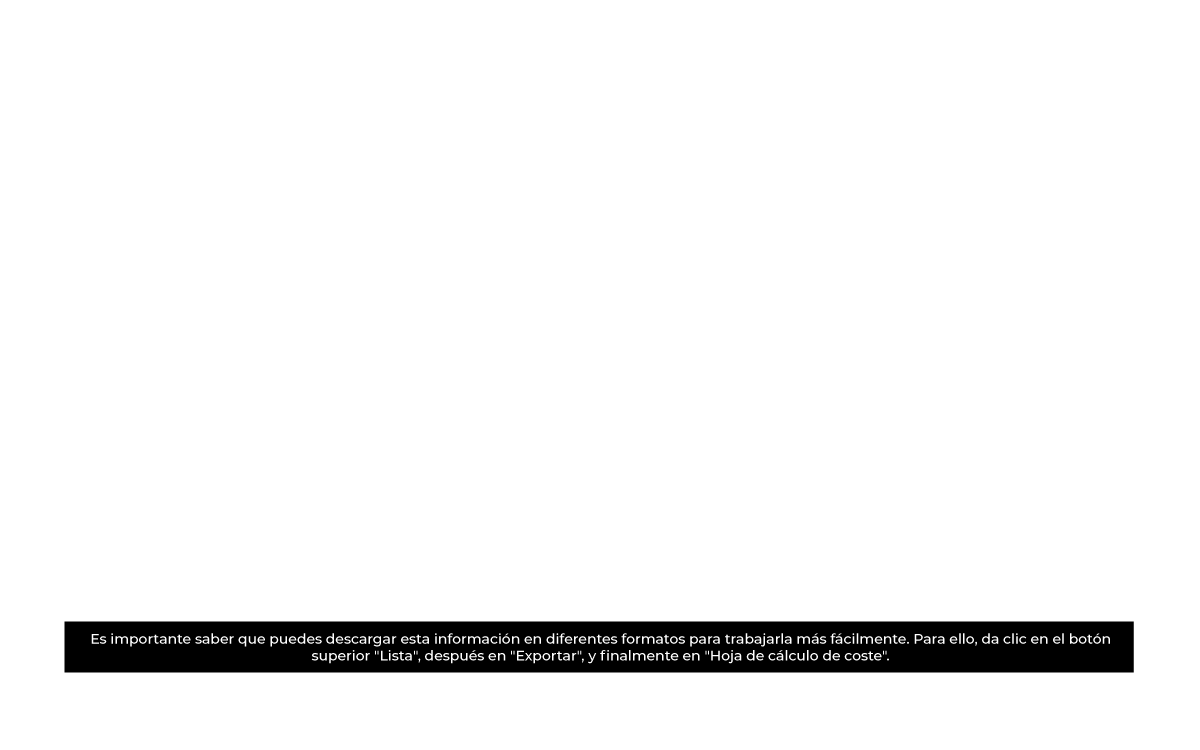 Es importante saber que puedes descargar esta información en diferentes formatos para trabajarla más fácilmente. Para ello, da clic en el botón
superior "Lista", después en "Exportar", y finalmente en "Hoja de cálculo de coste".